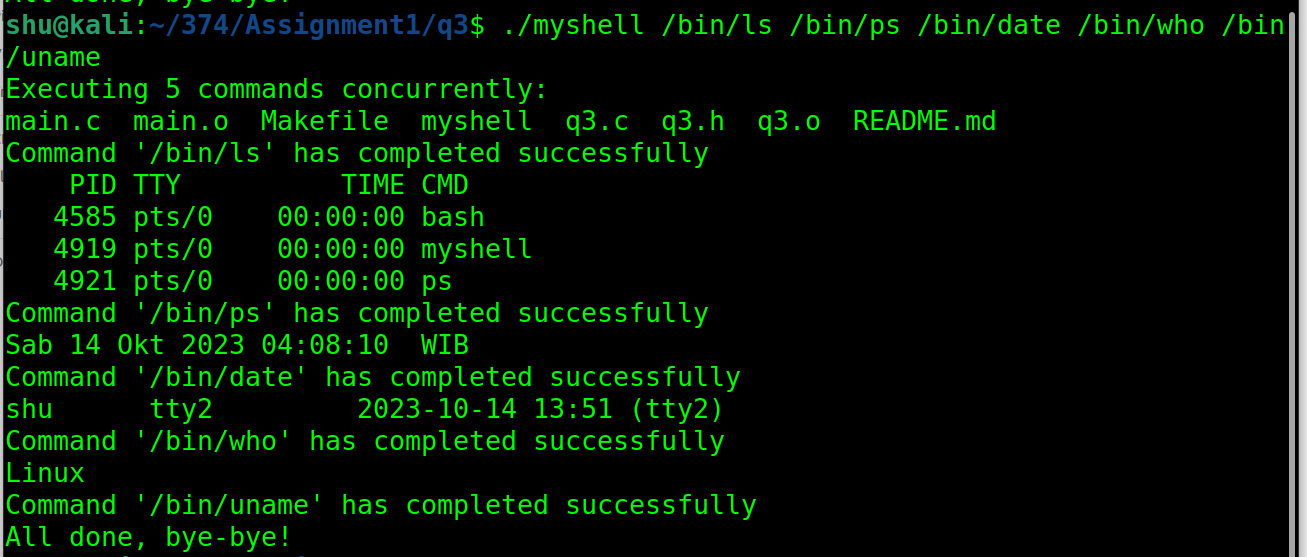 All done, bye-bye!
shu@kali:~/374/Assignment1/q3$ ./myshell /bin/ls /bin/ps /bin/date /bin/who /bin
/uname
Executing 5 commands concurrently:
main.c  main.o  Makefile  myshell  q3.c  q3.h  q3.o  README.md
Command '/bin/ls' has completed successfully
    PID TTY          TIME CMD
   4585 pts/0    00:00:00 bash
   4919 pts/0    00:00:00 myshell
   4921 pts/0    00:00:00 ps
Command '/bin/ps' has completed successfully
Sab 14 Okt 2023 04:08:10  WIB
Command '/bin/date' has completed successfully
shu      tty2         2023-10-14 13:51 (tty2)
Command '/bin/who' has completed successfully
Linux
Command '/bin/uname' has completed successfully
All done, bye-bye!